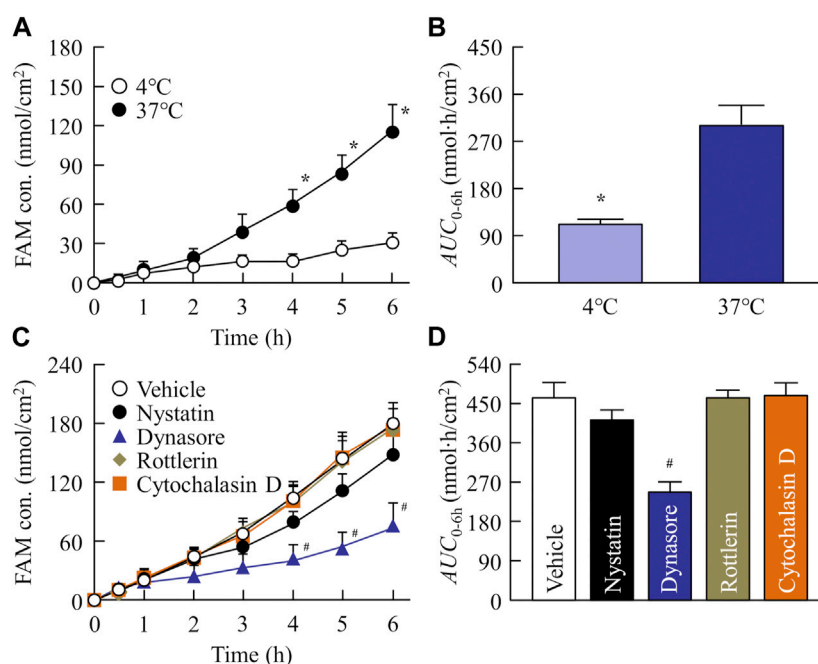 A
FAM con. (nmol/cm²)
180
150
120
90
60
30
0
4°C
37°C
*
*
*
0 1 2 3 4 5 6
Time (h)
B
AUC₀₋₆ₕ (nmol·h/cm²)
360
270
180
90
0
*
4°C 37°C
C
FAM con. (nmol/cm²)
240
180
120
60
0
Vehicle
Nystatin
Dynasore
Rottlerin
Cytochalasin D
#
#
#
0 1 2 3 4 5 6
Time (h)
D
AUC₀₋₆ₕ (nmol·h/cm²)
540
450
360
270
180
90
0
#
Vehicle
Nystatin
Dynasore
Rottlerin
Cytochalasin D